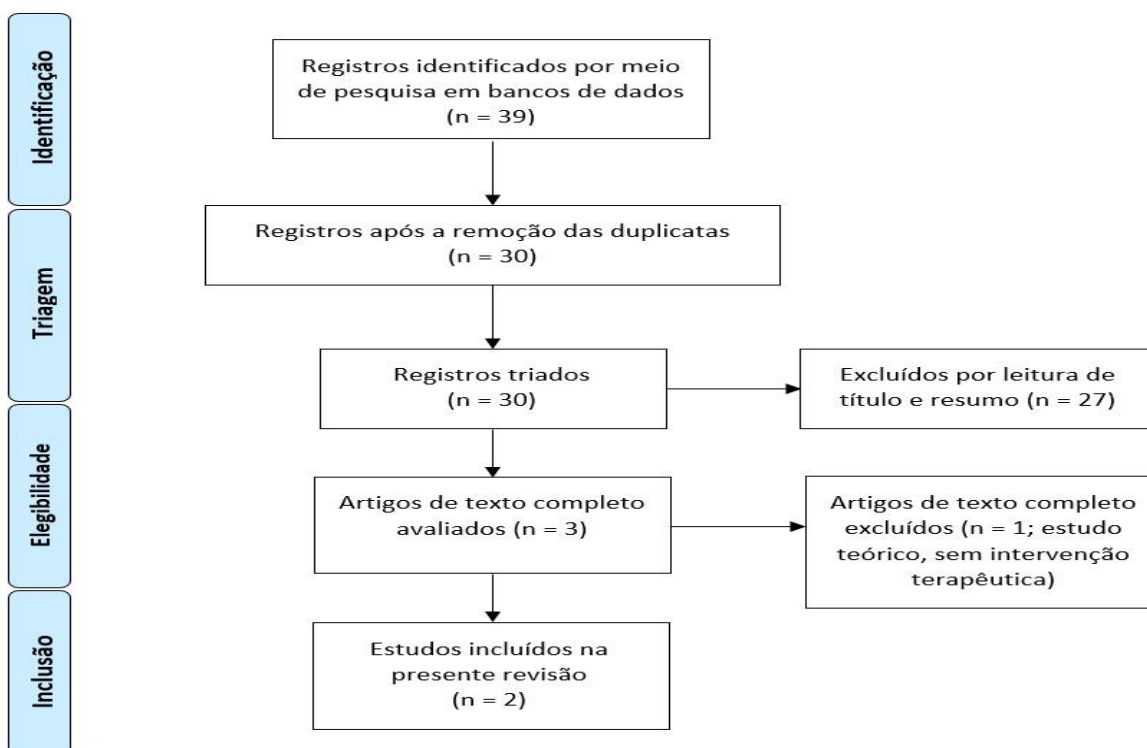 Identificação
Registros identificados por meio
de pesquisa em bancos de dados
(n = 39)
Triagem
Registros após a remoção das duplicatas
(n = 30)
Registros triados
(n = 30)
Excluídos por leitura de
título e resumo (n = 27)
Elegibilidade
Artigos de texto completo
avaliados (n = 3)
Artigos de texto completo
excluídos (n = 1; estudo
teórico, sem intervenção
terapêutica)
Inclusão
Estudos incluídos na
presente revisão
(n = 2)